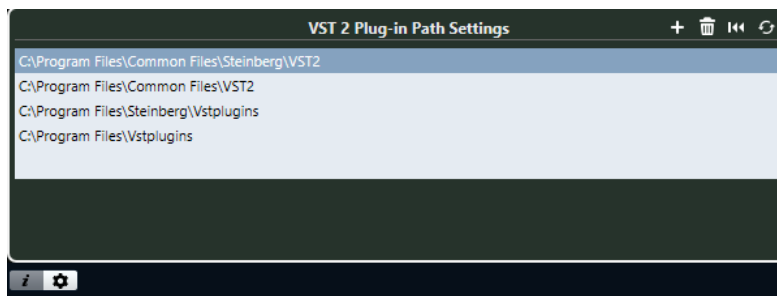 VST 2 Plug-in Path Settings
C:\Program Files\Common Files\Steinberg\VST2
C:\Program Files\Common Files\VST2
C:\Program Files\Steinberg\Vstplugins
C:\Program Files\Vstplugins
i